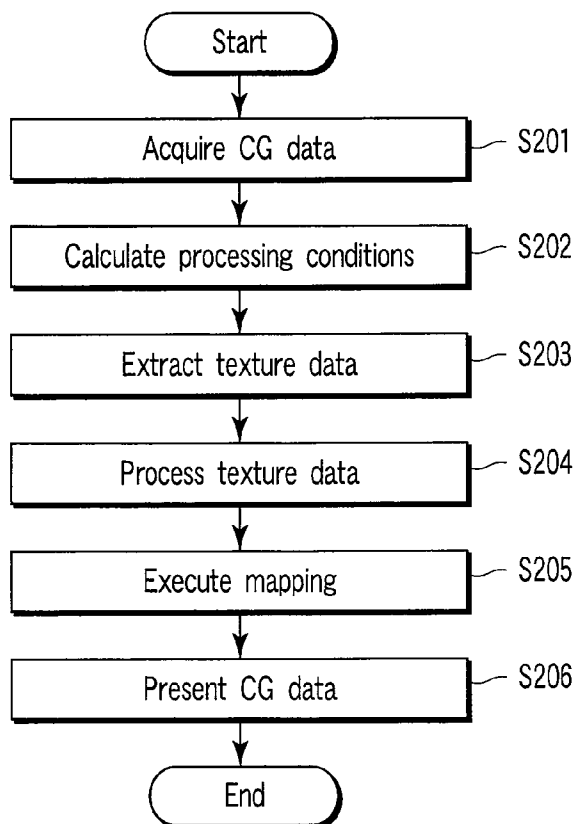 Start
Acquire CG data
S201
Calculate processing conditions
S202
Extract texture data
S203
Process texture data
S204
Execute mapping
S205
Present CG data
S206
End